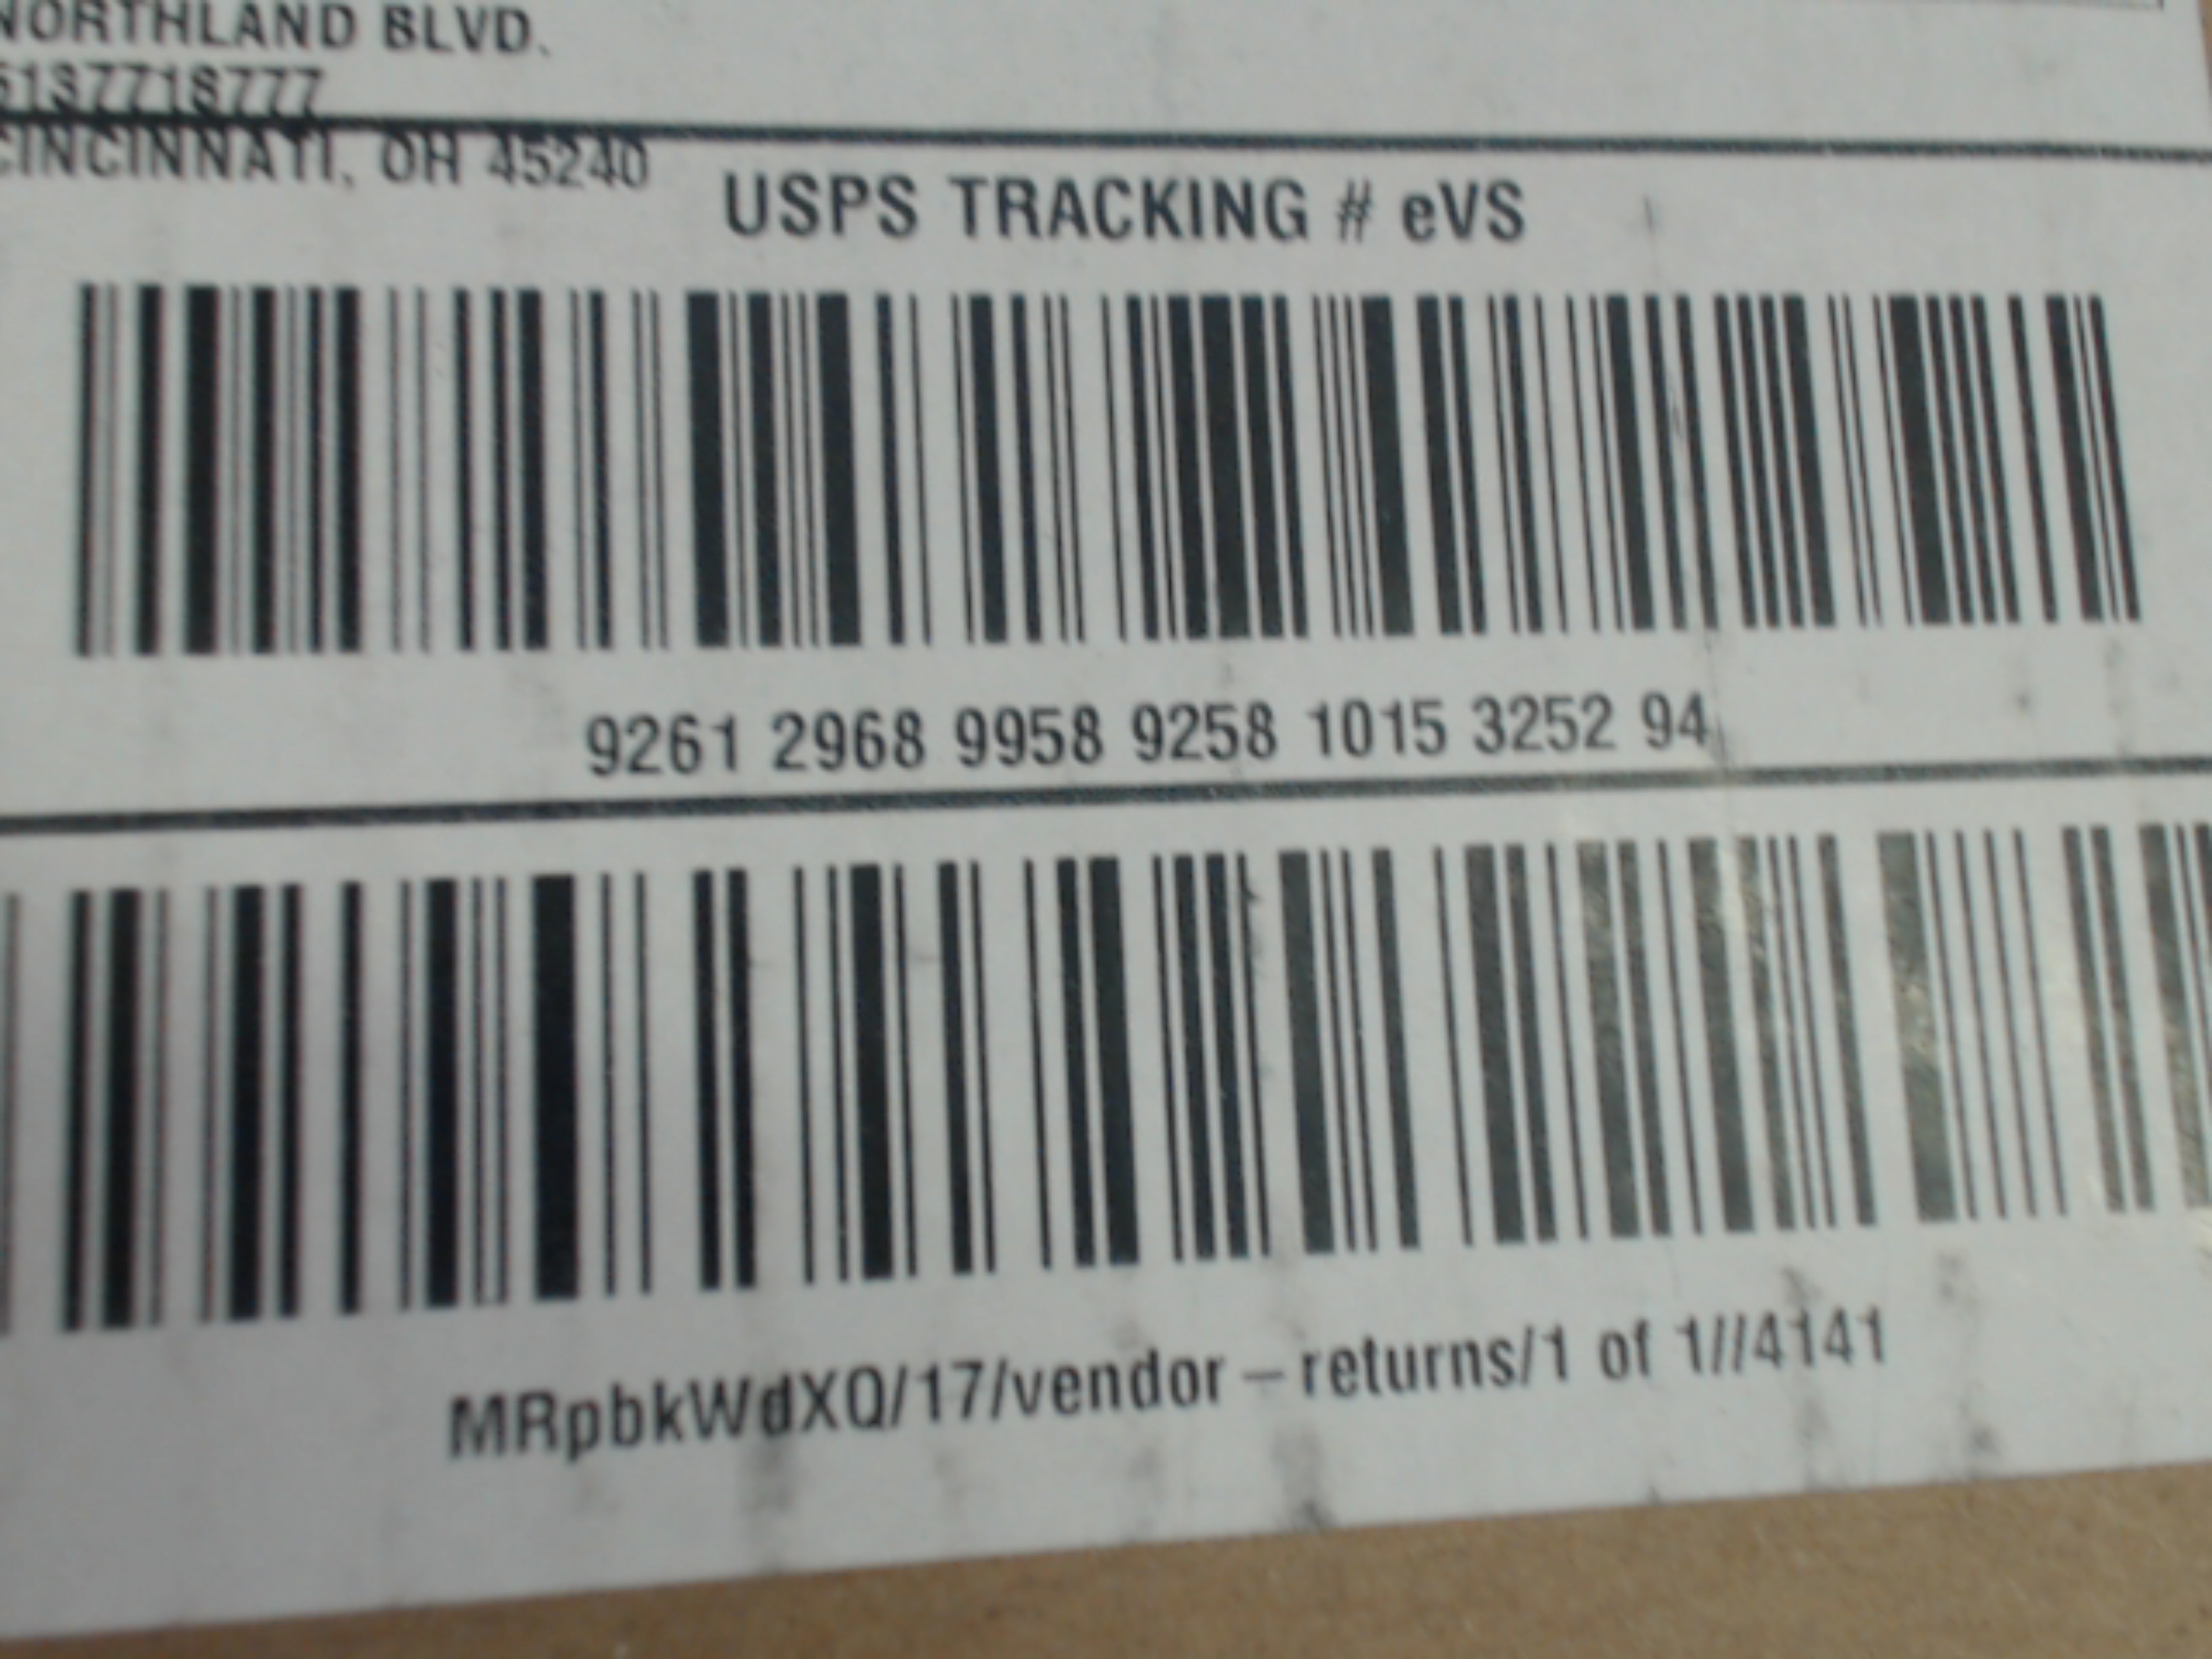 NORTHLAND BLVD.
5137718777
CINCINNATI, OH 45240
USPS TRACKING # eVS
9261 2968 9958 9258 1015 3252 94
MRpbkWdXQ/17/vendor-returns/1 of 1//4141